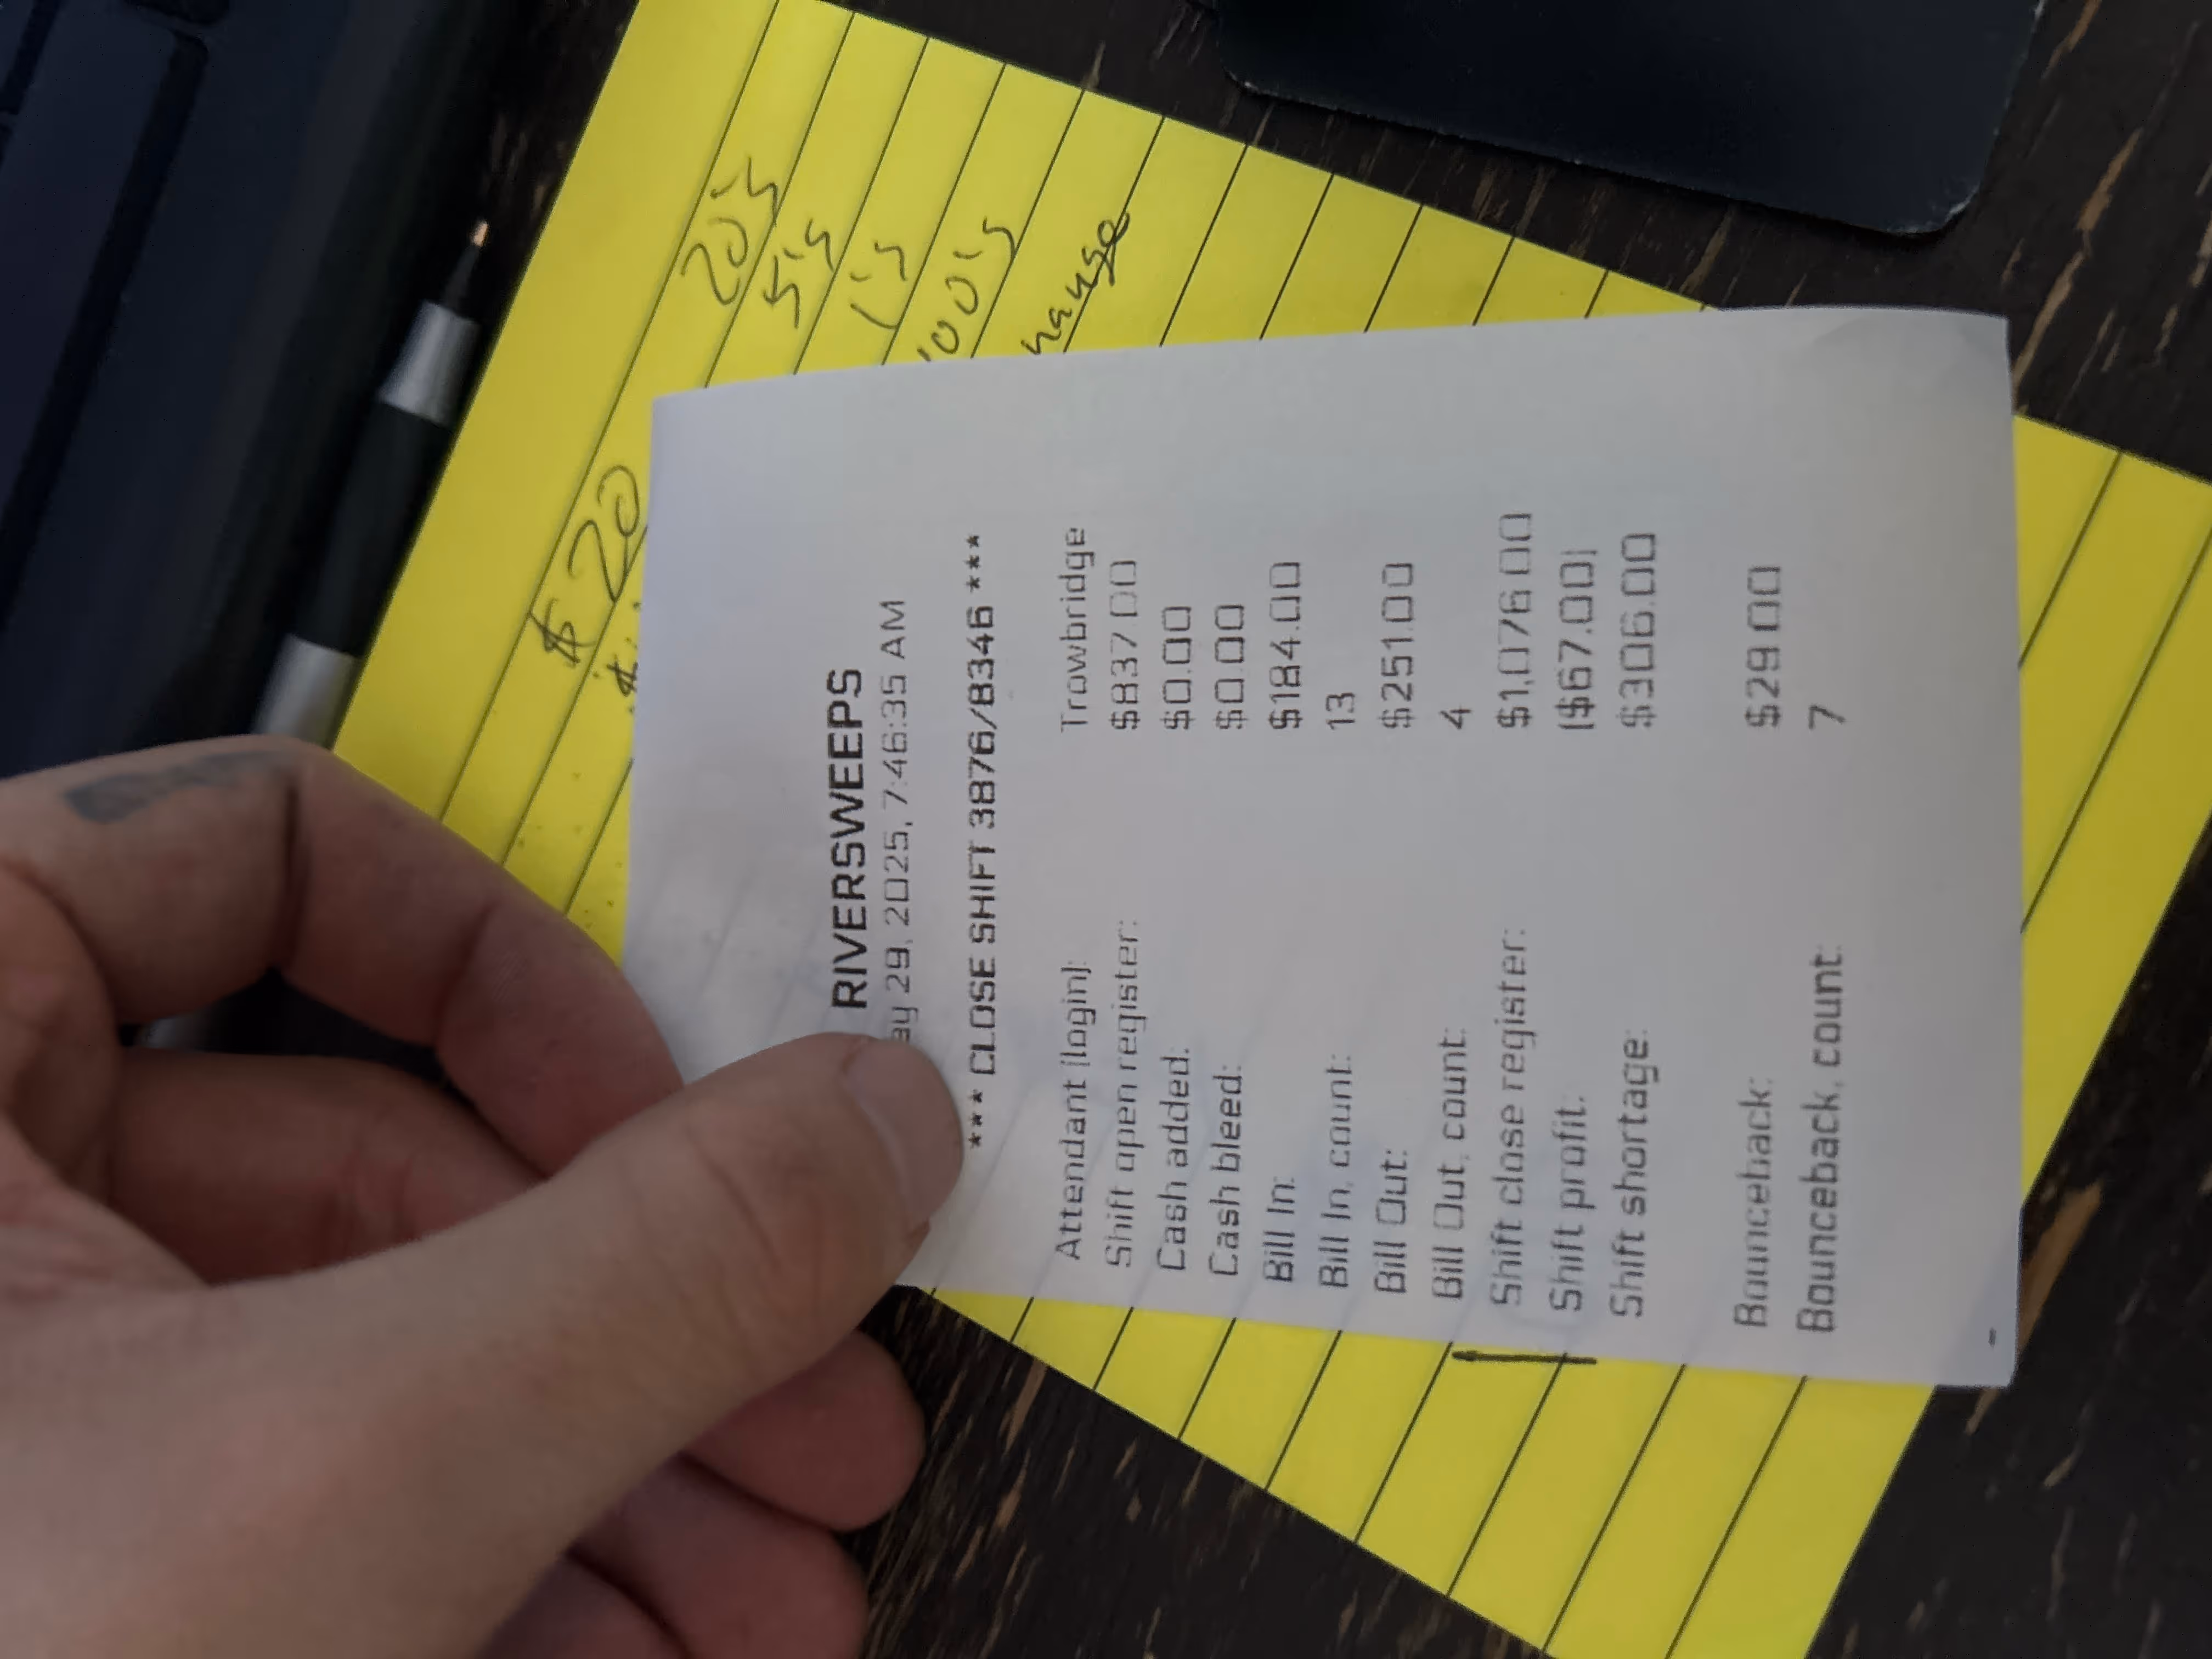 $20 20's
5's
1's
100's
RIVERSWEEPS
ay 29, 2025, 7:46:35 AM
*** CLOSE SHIFT 3876/8346 ***
Attendant (login): Trowbridge
Shift open register: $837.00
Cash added: $0.00
Cash bleed: $0.00
Bill In: $184.00
Bill In, count: 13
Bill Out: $251.00
Bill Out, count: 4
Shift close register: $1,076.00
Shift profit: ($67.00)
Shift shortage: $306.00
Bounceback: $29.00
Bounceback, count: 7